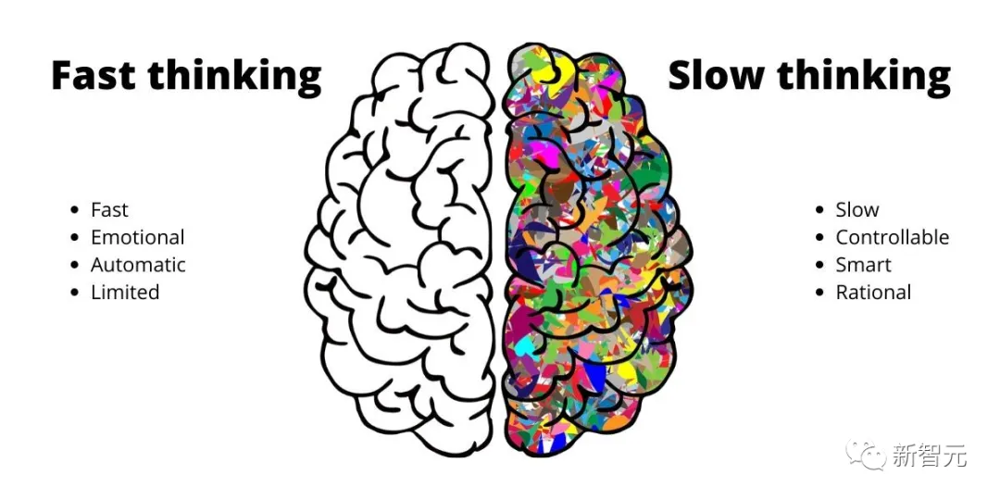 Fast thinking
Fast
Emotional
Automatic
Limited
Slow thinking
Slow
Controllable
Smart
Rational
新智元